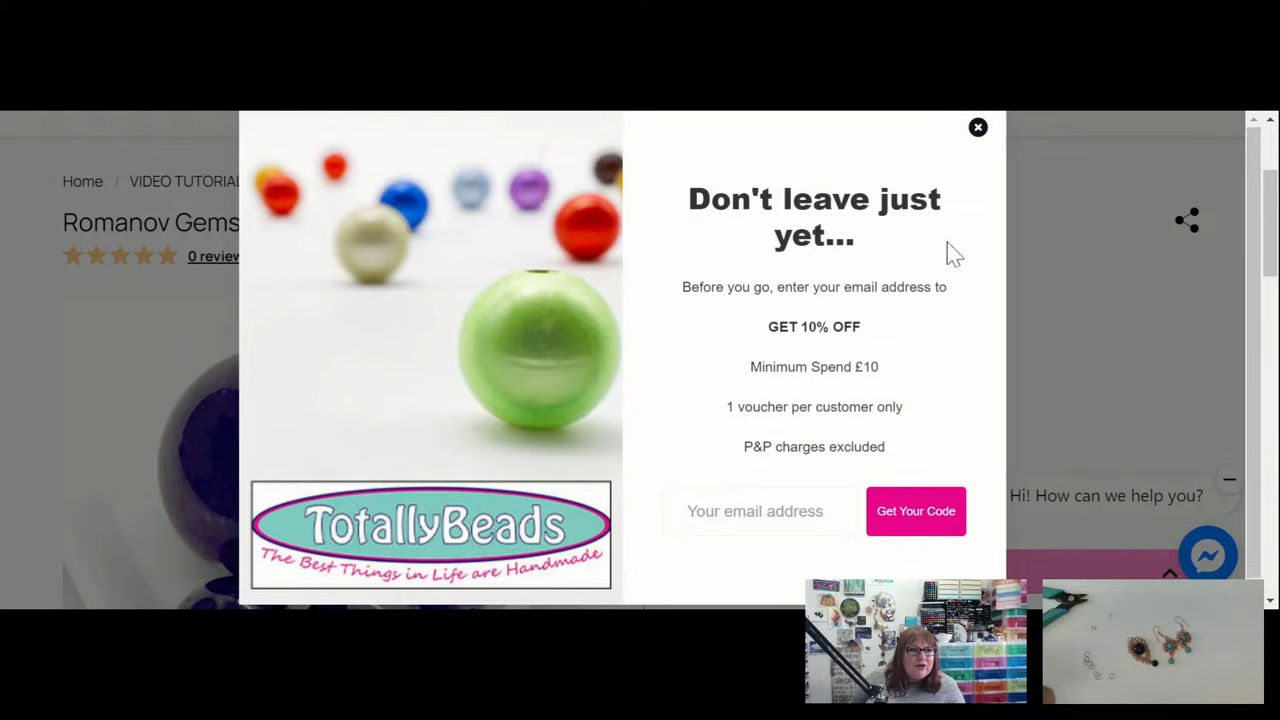 Home / VIDEO TUTORIAL
Romanov Gems
0 review
Don't leave just
yet...
Before you go, enter your email address to
GET 10% OFF
Minimum Spend £10
1 voucher per customer only
P&P charges excluded
Your email address
Get Your Code
TotallyBeads
The Best Things in Life are Handmade
Hi! How can we help you?